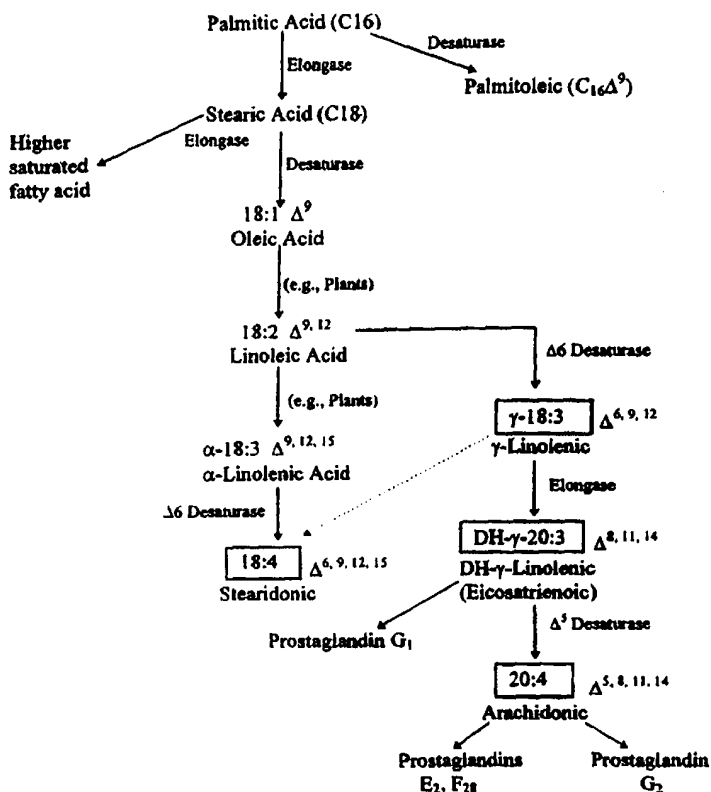 Palmitic Acid (C16)
Desaturase
Elongase
Palmitoleic (C₁₆Δ⁹)
Stearic Acid (C18)
Elongase
Higher
saturated
fatty acid
Desaturase
18:1 Δ⁹
Oleic Acid
(e.g., Plants)
18:2 Δ⁹,¹²
Linoleic Acid
Δ6 Desaturase
(e.g., Plants)
γ-18:3 Δ⁶,⁹,¹²
γ-Linolenic
α-18:3 Δ⁹,¹²,¹⁵
α-Linolenic Acid
Elongase
Δ6 Desaturase
DH-γ-20:3 Δ⁸,¹¹,¹⁴
DH-γ-Linolenic
(Eicosatrienoic)
18:4 Δ⁶,⁹,¹²,¹⁵
Stearidonic
Δ⁵ Desaturase
Prostaglandin G₁
20:4 Δ⁵,⁸,¹¹,¹⁴
Arachidonic
Prostaglandins
E₂, F₂₈
Prostaglandin
G₂